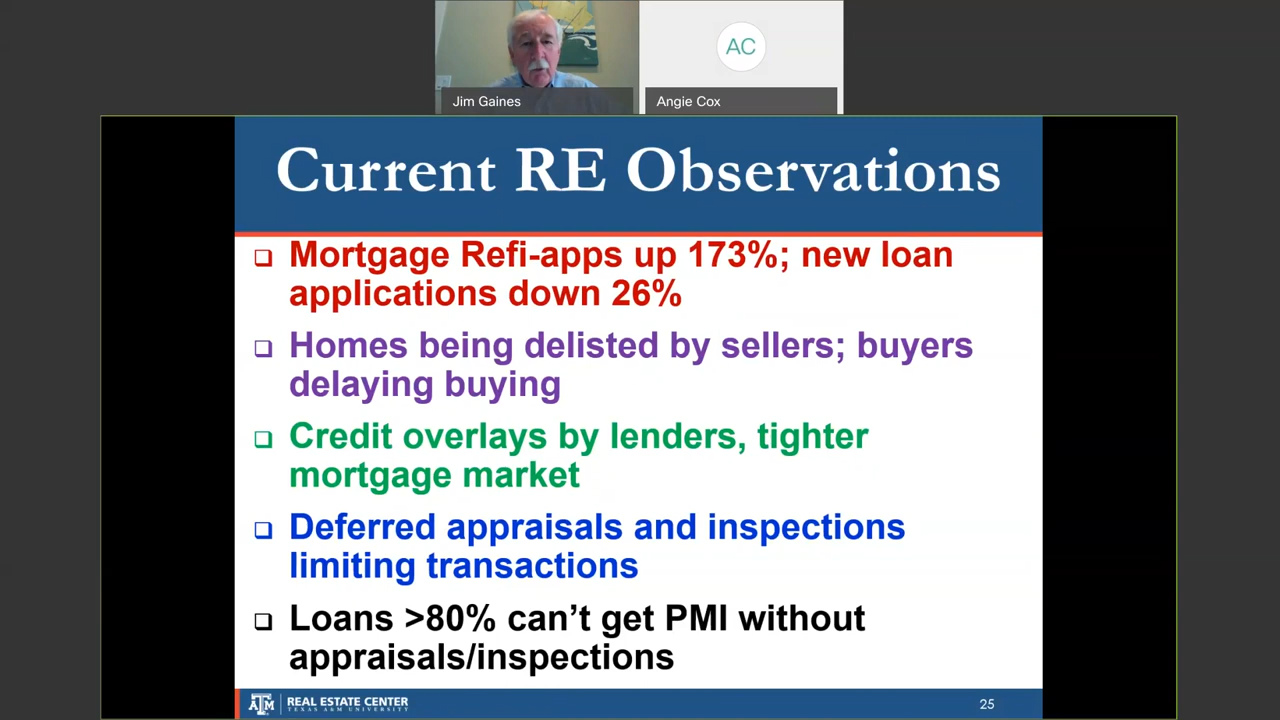 Jim Gaines
AC
Angie Cox
Current RE Observations
Mortgage Refi-apps up 173%; new loan
applications down 26%
Homes being delisted by sellers; buyers
delaying buying
Credit overlays by lenders, tighter
mortgage market
Deferred appraisals and inspections
limiting transactions
Loans >80% can’t get PMI without
appraisals/inspections
ATM REAL ESTATE CENTER
TEXAS A&M UNIVERSITY
25